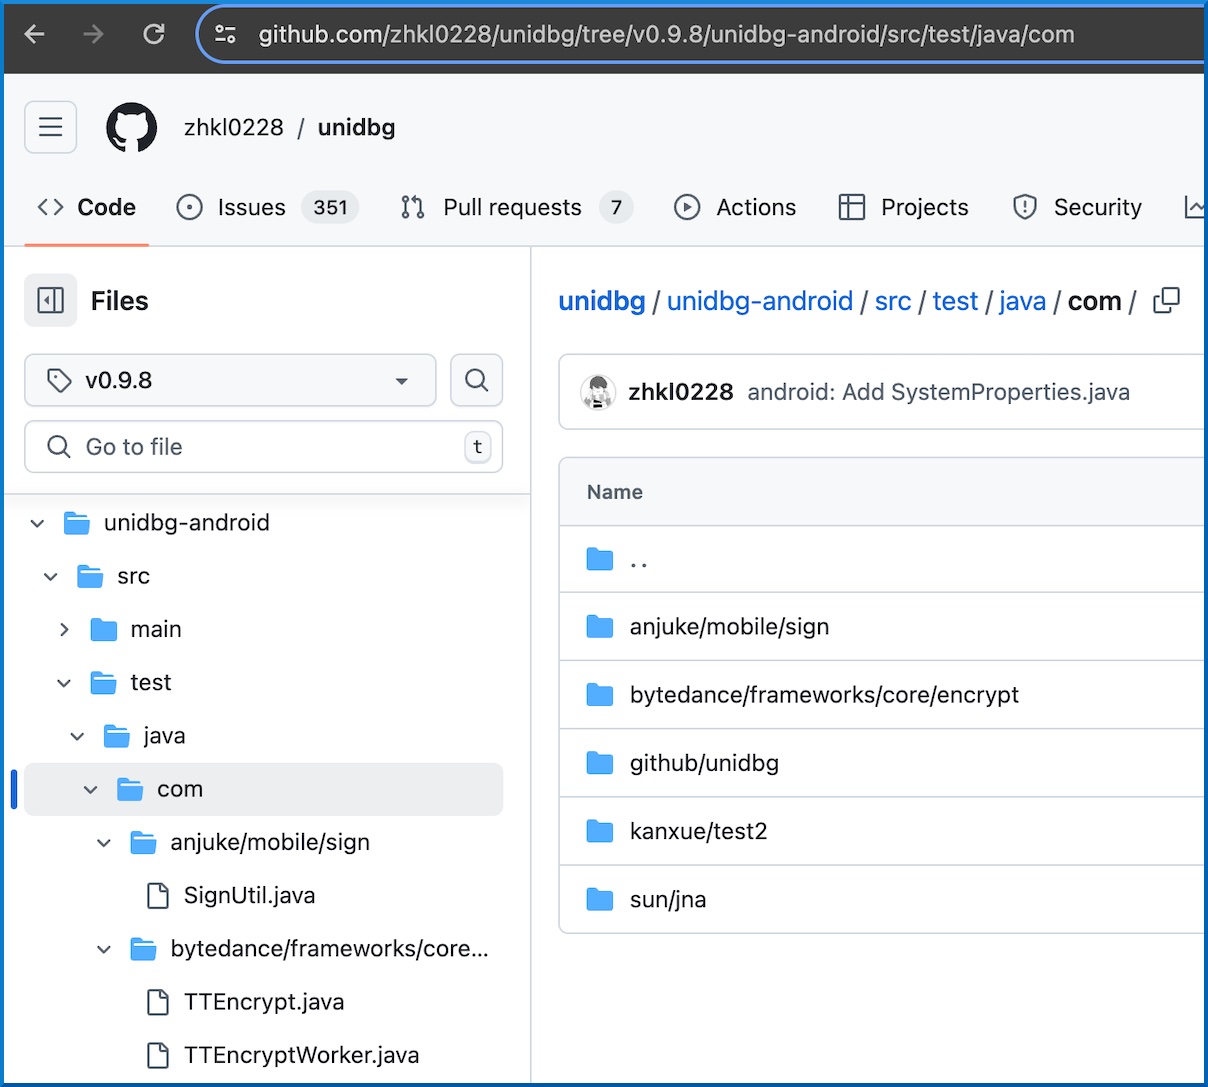 github.com/zhkl0228/unidbg/tree/v0.9.8/unidbg-android/src/test/java/com
zhkl0228 / unidbg
Code Issues 351 Pull requests 7 Actions Projects Security
Files
v0.9.8
Go to file t
unidbg-android
src
main
test
java
com
anjuke/mobile/sign
SignUtil.java
bytedance/frameworks/core...
TTEncrypt.java
TTEncryptWorker.java
unidbg / unidbg-android / src / test / java / com /
zhkl0228 android: Add SystemProperties.java
Name
..
anjuke/mobile/sign
bytedance/frameworks/core/encrypt
github/unidbg
kanxue/test2
sun/jna